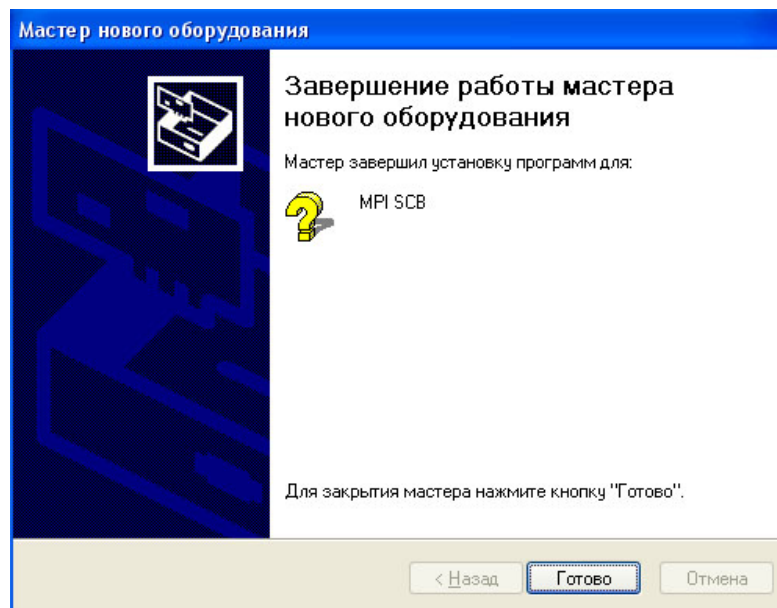 Мастер нового оборудования
Завершение работы мастера
нового оборудования
Мастер завершил установку программ для:
MPI SCB
Для закрытия мастера нажмите кнопку "Готово".
< Назад
Готово
Отмена